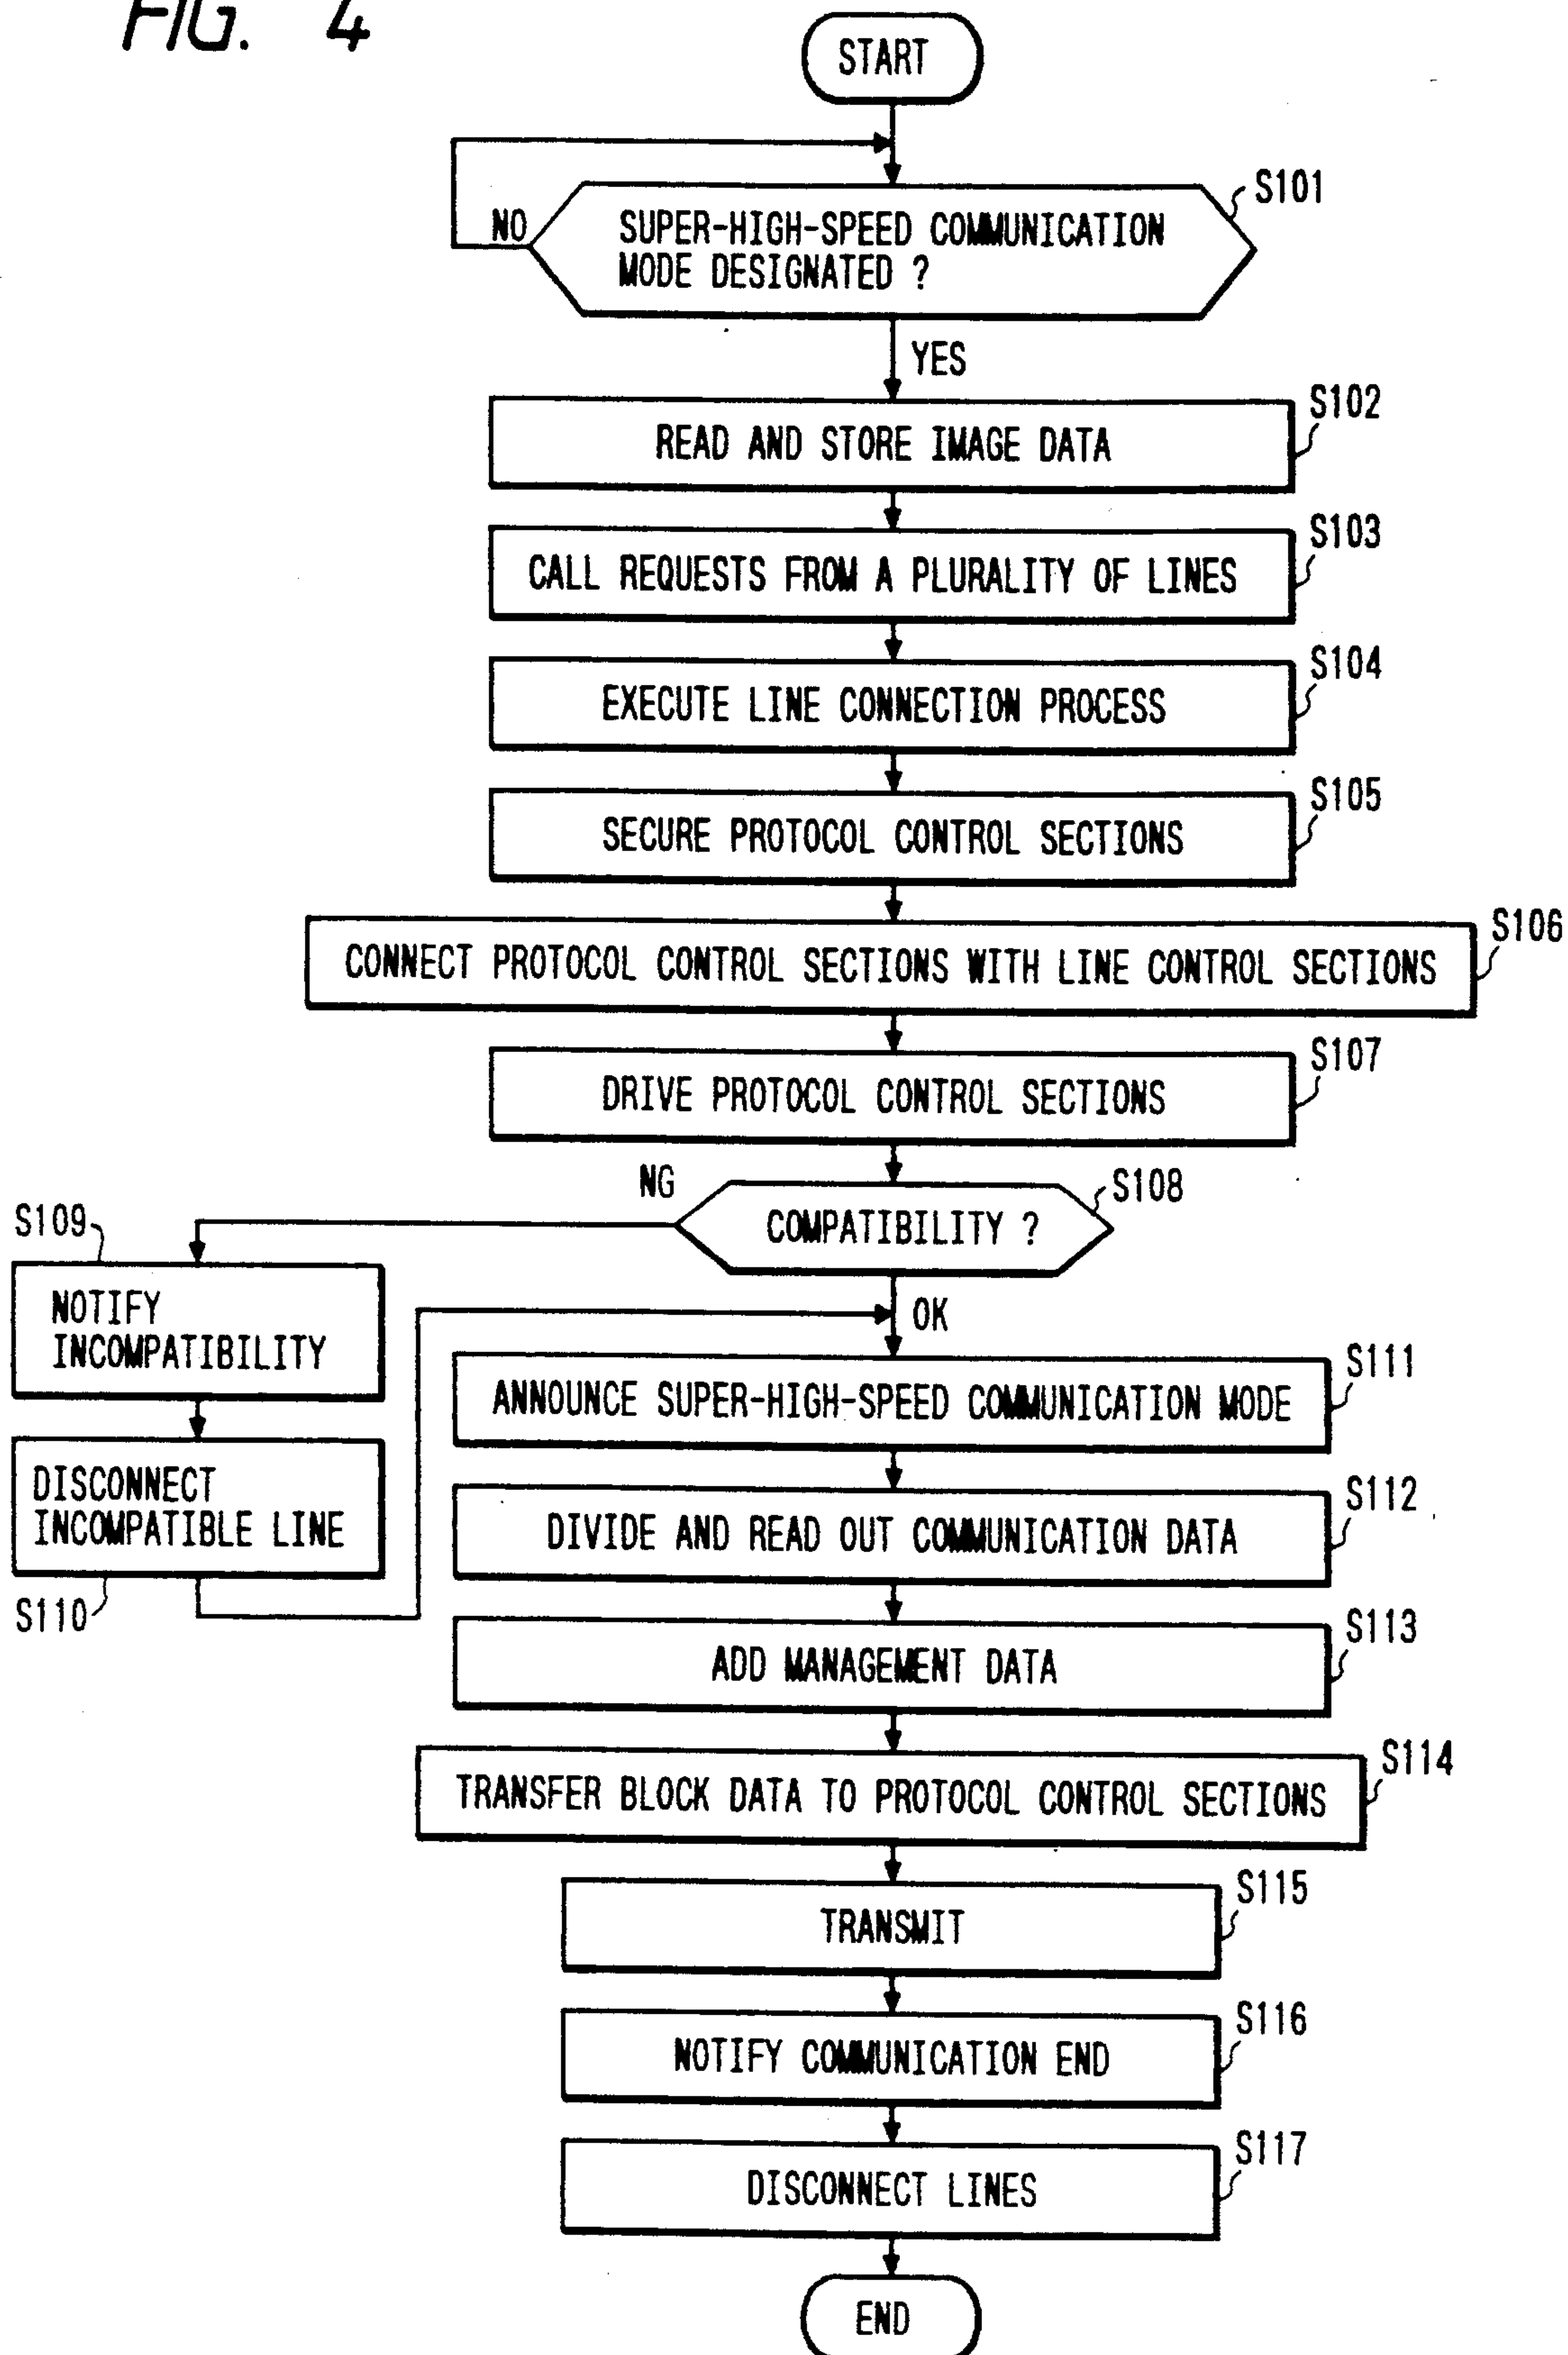 FIG. 4
START
S101
NO
SUPER-HIGH-SPEED COMMUNICATION
MODE DESIGNATED ?
YES
S102
READ AND STORE IMAGE DATA
S103
CALL REQUESTS FROM A PLURALITY OF LINES
S104
EXECUTE LINE CONNECTION PROCESS
S105
SECURE PROTOCOL CONTROL SECTIONS
S106
CONNECT PROTOCOL CONTROL SECTIONS WITH LINE CONTROL SECTIONS
S107
DRIVE PROTOCOL CONTROL SECTIONS
NG
S108
COMPATIBILITY ?
S109
NOTIFY
INCOMPATIBILITY
DISCONNECT
INCOMPATIBLE LINE
S110
OK
S111
ANNOUNCE SUPER-HIGH-SPEED COMMUNICATION MODE
S112
DIVIDE AND READ OUT COMMUNICATION DATA
S113
ADD MANAGEMENT DATA
S114
TRANSFER BLOCK DATA TO PROTOCOL CONTROL SECTIONS
S115
TRANSMIT
S116
NOTIFY COMMUNICATION END
S117
DISCONNECT LINES
END